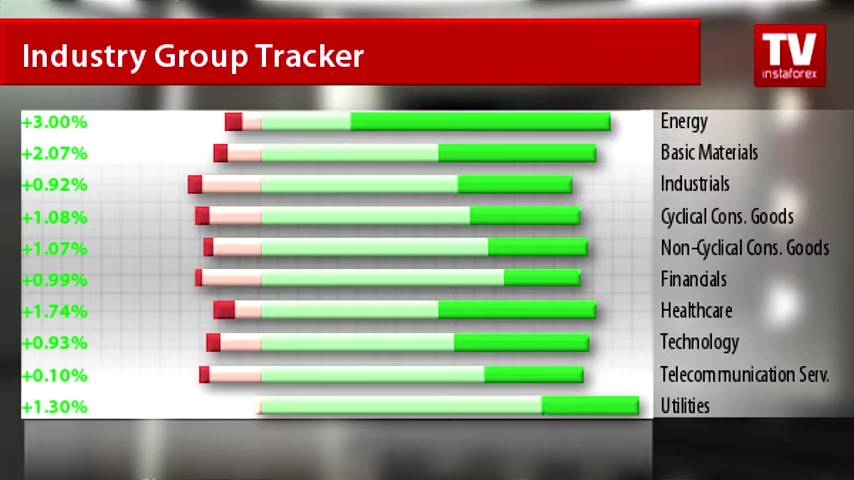 Industry Group Tracker
TV
instaforex
+3.00% Energy
+2.07% Basic Materials
+0.92% Industrials
+1.08% Cyclical Cons. Goods
+1.07% Non-Cyclical Cons. Goods
+0.99% Financials
+1.74% Healthcare
+0.93% Technology
+0.10% Telecommunication Serv.
+1.30% Utilities